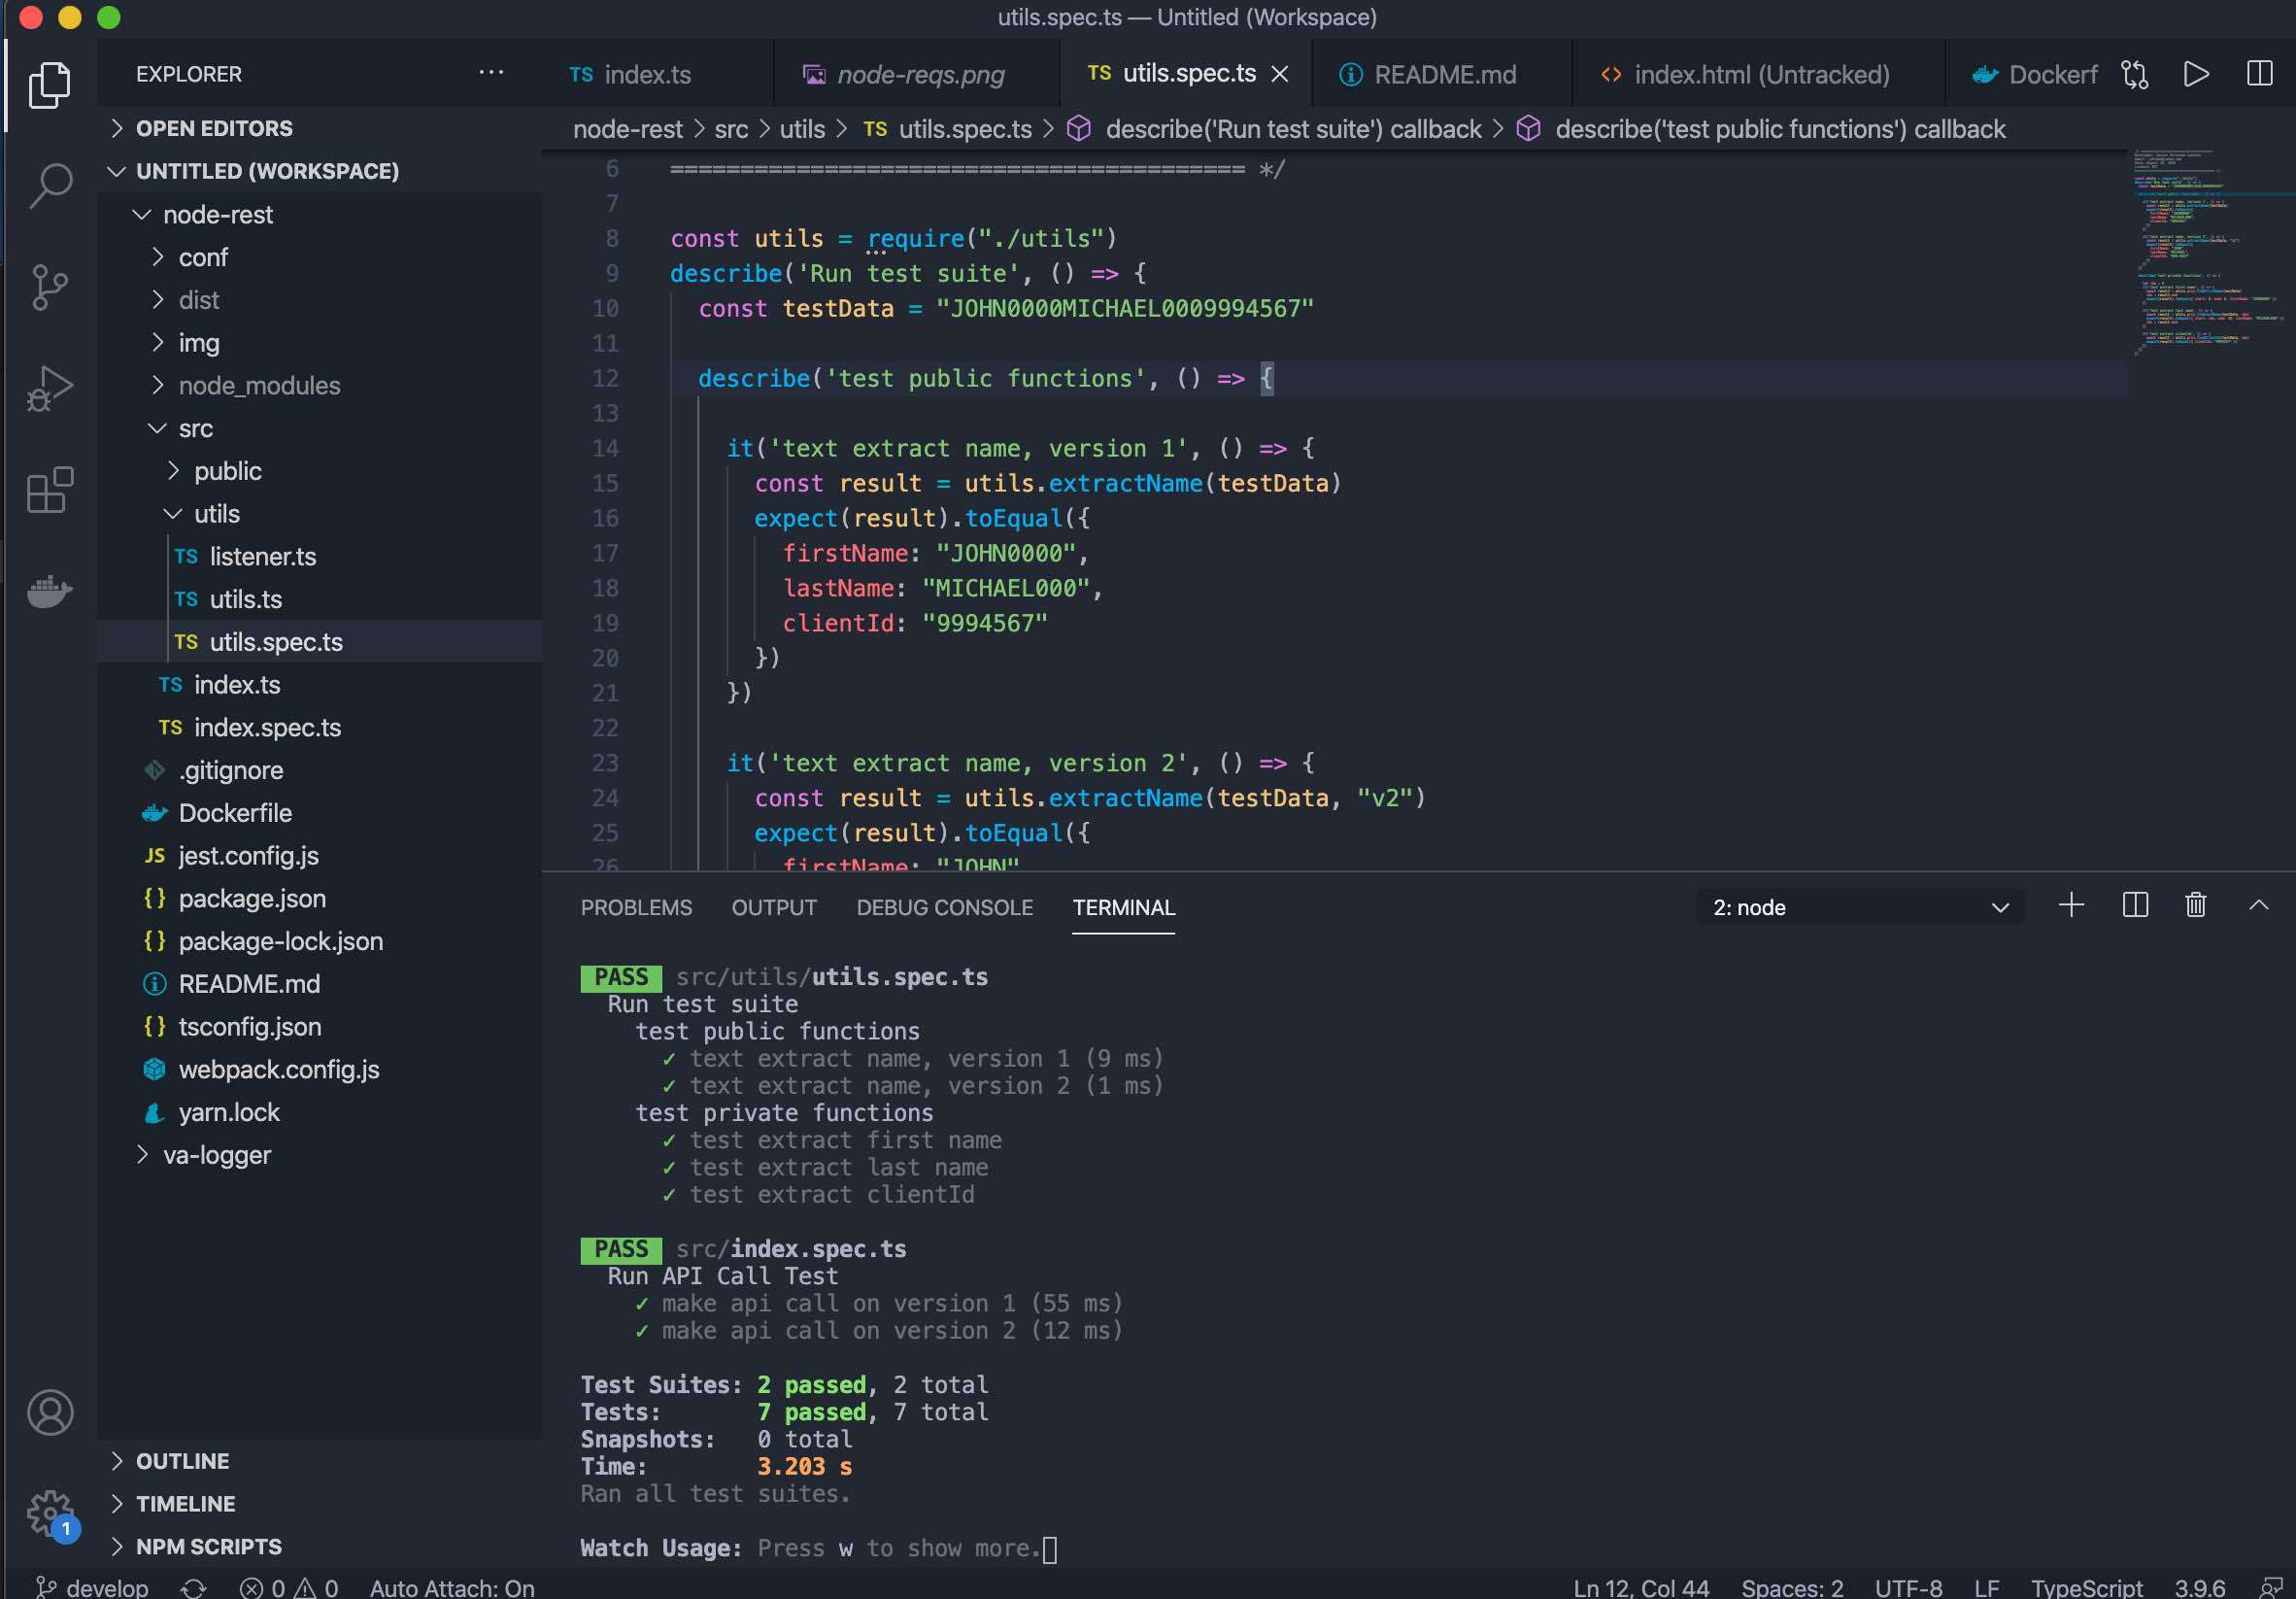 utils.spec.ts — Untitled (Workspace)
EXPLORER
OPEN EDITORS
UNTITLED (WORKSPACE)
node-rest
conf
dist
img
node_modules
src
public
utils
TS listener.ts
TS utils.ts
TS utils.spec.ts
TS index.ts
TS index.spec.ts
.gitignore
Dockerfile
JS jest.config.js
{} package.json
{} package-lock.json
README.md
{} tsconfig.json
webpack.config.js
yarn.lock
va-logger
OUTLINE
TIMELINE
NPM SCRIPTS
1
TS index.ts node-reqs.png TS utils.spec.ts README.md index.html (Untracked) Dockerf
node-rest > src > utils > TS utils.spec.ts > describe('Run test suite') callback > describe('test public functions') callback
6 ========================================= */
7
8 const utils = require("./utils")
9 describe('Run test suite', () => {
10 const testData = "JOHN0000MICHAEL0009994567"
11
12 describe('test public functions', () => {
13
14 it('text extract name, version 1', () => {
15 const result = utils.extractName(testData)
16 expect(result).toEqual({
17 firstName: "JOHN0000",
18 lastName: "MICHAEL000",
19 clientId: "9994567"
20 })
21 })
22
23 it('text extract name, version 2', () => {
24 const result = utils.extractName(testData, "v2")
25 expect(result).toEqual({
26 firstName: "JOHN"
PROBLEMS OUTPUT DEBUG CONSOLE TERMINAL 2: node
PASS src/utils/utils.spec.ts
Run test suite
test public functions
✓ text extract name, version 1 (9 ms)
✓ text extract name, version 2 (1 ms)
test private functions
✓ test extract first name
✓ test extract last name
✓ test extract clientId
PASS src/index.spec.ts
Run API Call Test
✓ make api call on version 1 (55 ms)
✓ make api call on version 2 (12 ms)
Test Suites: 2 passed, 2 total
Tests: 7 passed, 7 total
Snapshots: 0 total
Time: 3.203 s
Ran all test suites.
Watch Usage: Press w to show more.
develop 0 0 Auto Attach: On Ln 12, Col 44 Spaces: 2 UTF-8 LF TypeScript 3.9.6